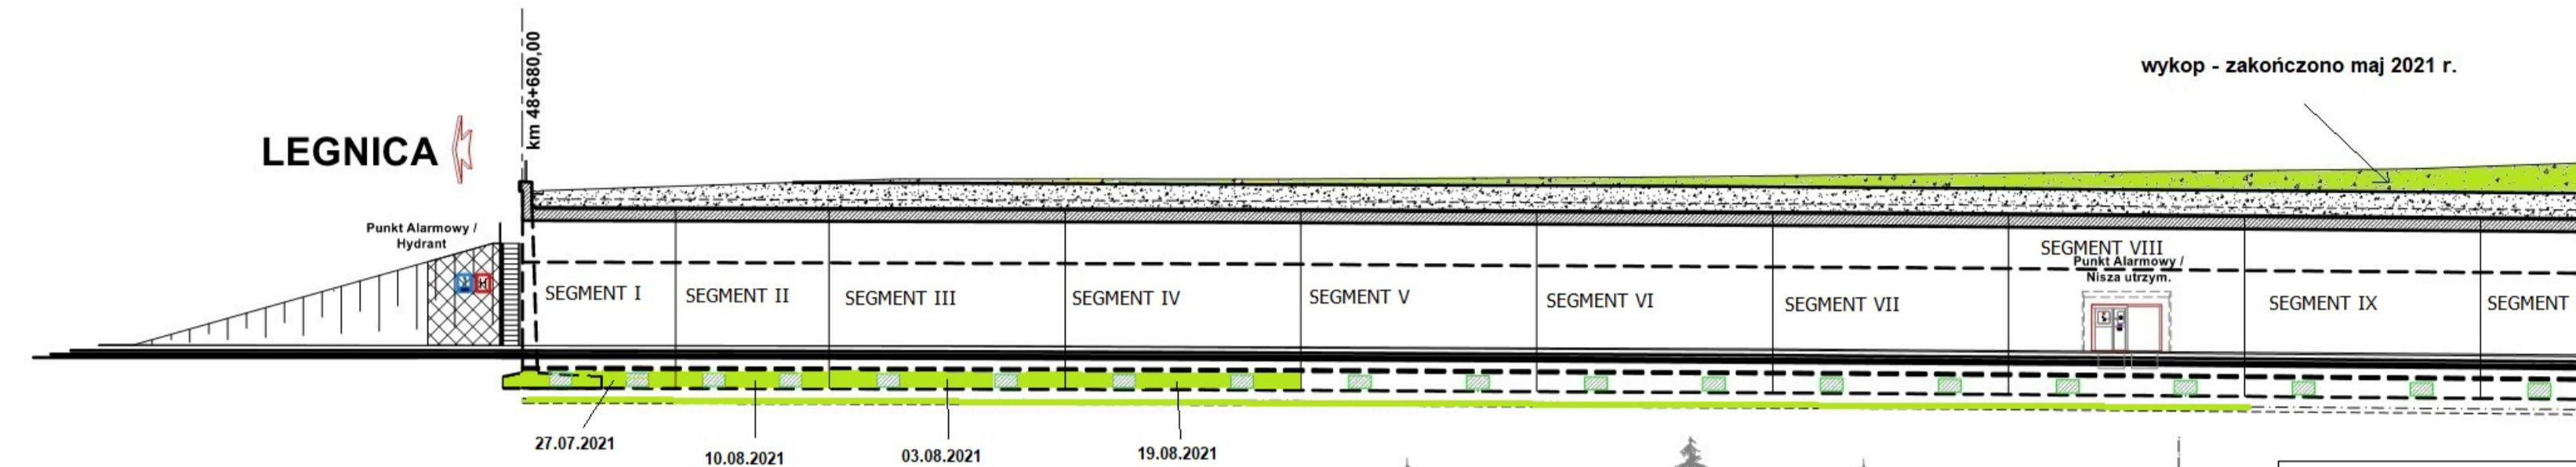 km 48+680,00
wykop - zakończono maj 2021 r.
LEGNICA
Punkt Alarmowy /
Hydrant
H
SEGMENT I
SEGMENT II
SEGMENT III
SEGMENT IV
SEGMENT V
SEGMENT VI
SEGMENT VII
SEGMENT VIII
Punkt Alarmowy /
Nisza utrzym.
SEGMENT IX
SEGMENT
27.07.2021
10.08.2021
03.08.2021
19.08.2021